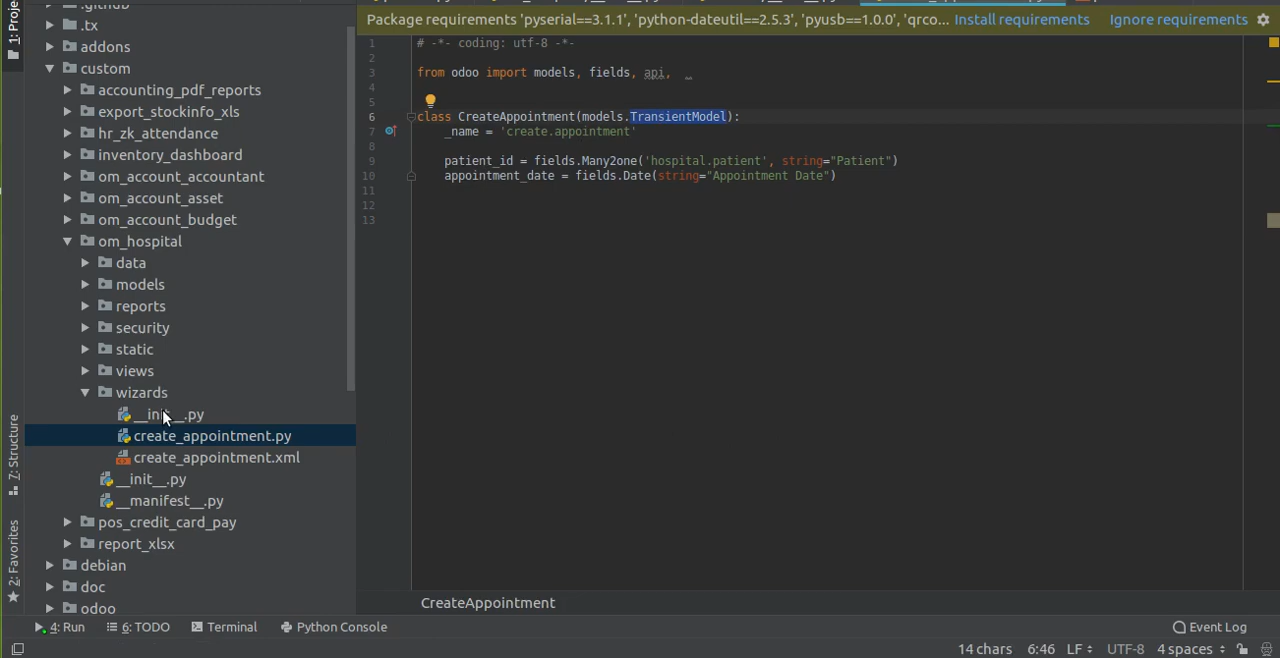 Package requirements 'pyserial==3.1.1', 'python-dateutil==2.5.3', 'pyusb==1.0.0', 'qrco... Install requirements Ignore requirements
1: Proje
.tx
addons
custom
accounting_pdf_reports
export_stockinfo_xls
hr_zk_attendance
inventory_dashboard
om_account_accountant
om_account_asset
om_account_budget
om_hospital
data
models
reports
security
static
views
wizards
__init__.py
create_appointment.py
create_appointment.xml
__init__.py
__manifest__.py
pos_credit_card_pay
report_xlsx
debian
doc
odoo
7: Structure
2: Favorites
1 # -*- coding: utf-8 -*-
2
3 from odoo import models, fields, api, _
4
5
6 class CreateAppointment(models.TransientModel):
7 _name = 'create.appointment'
8
9 patient_id = fields.Many2one('hospital.patient', string="Patient")
10 appointment_date = fields.Date(string="Appointment Date")
11
12
13
CreateAppointment
4: Run 6: TODO Terminal Python Console Event Log
14 chars 6:46 LF UTF-8 4 spaces